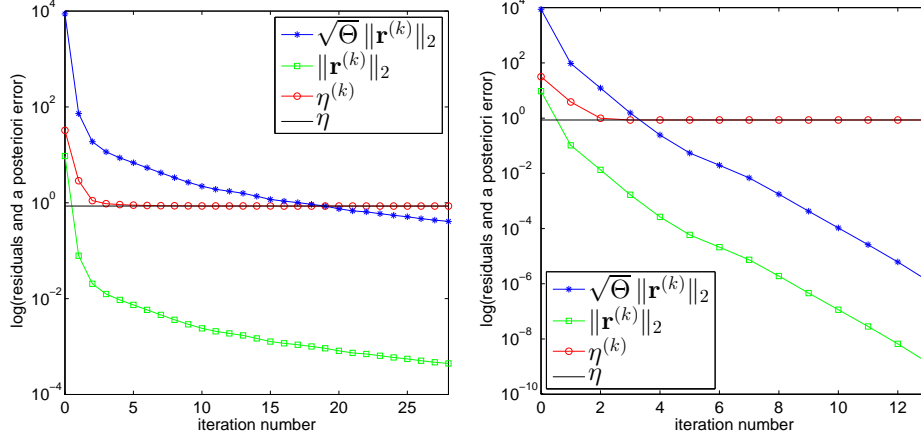 log(residuals and a posteriori error)
10^4
10^2
10^0
10^{-2}
10^{-4}
0 5 10 15 20 25
iteration number
√Θ ‖r^{(k)}‖_2
‖r^{(k)}‖_2
η^{(k)}
η
log(residuals and a posteriori error)
10^4
10^2
10^0
10^{-2}
10^{-4}
10^{-6}
10^{-8}
10^{-10}
0 2 4 6 8 10 12
iteration number
√Θ ‖r^{(k)}‖_2
‖r^{(k)}‖_2
η^{(k)}
η